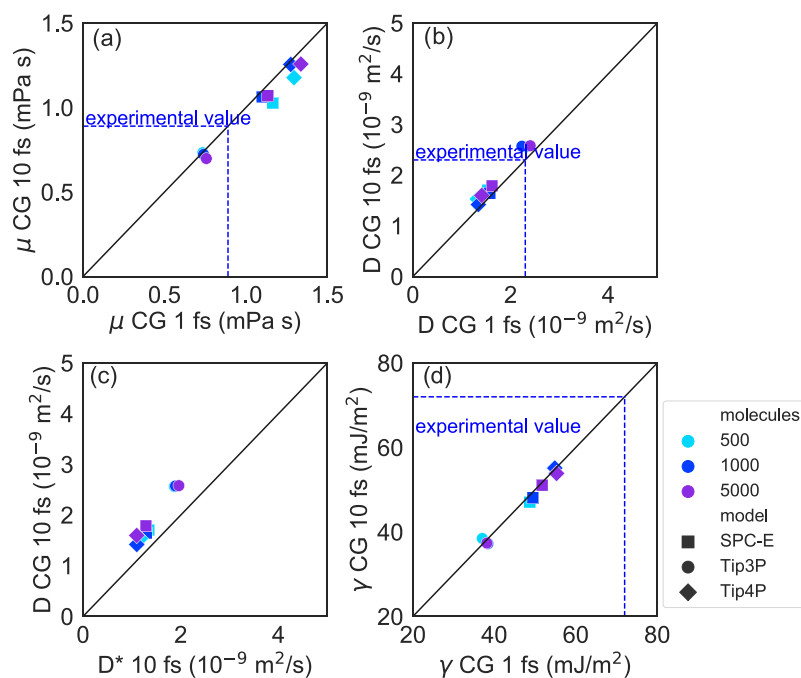 (a)
1.5
1.0
0.5
0.0
μ CG 10 fs (mPa s)
experimental value
0.0 0.5 1.0 1.5
μ CG 1 fs (mPa s)
(b)
5
4
3
2
1
0
D CG 10 fs (10⁻⁹ m²/s)
experimental value
0 2 4
D CG 1 fs (10⁻⁹ m²/s)
(c)
5
4
3
2
1
0
D CG 10 fs (10⁻⁹ m²/s)
0 2 4
D* 10 fs (10⁻⁹ m²/s)
(d)
80
60
40
20
γ CG 10 fs (mJ/m²)
experimental value
20 40 60 80
γ CG 1 fs (mJ/m²)
molecules
500
1000
5000
model
SPC-E
Tip3P
Tip4P